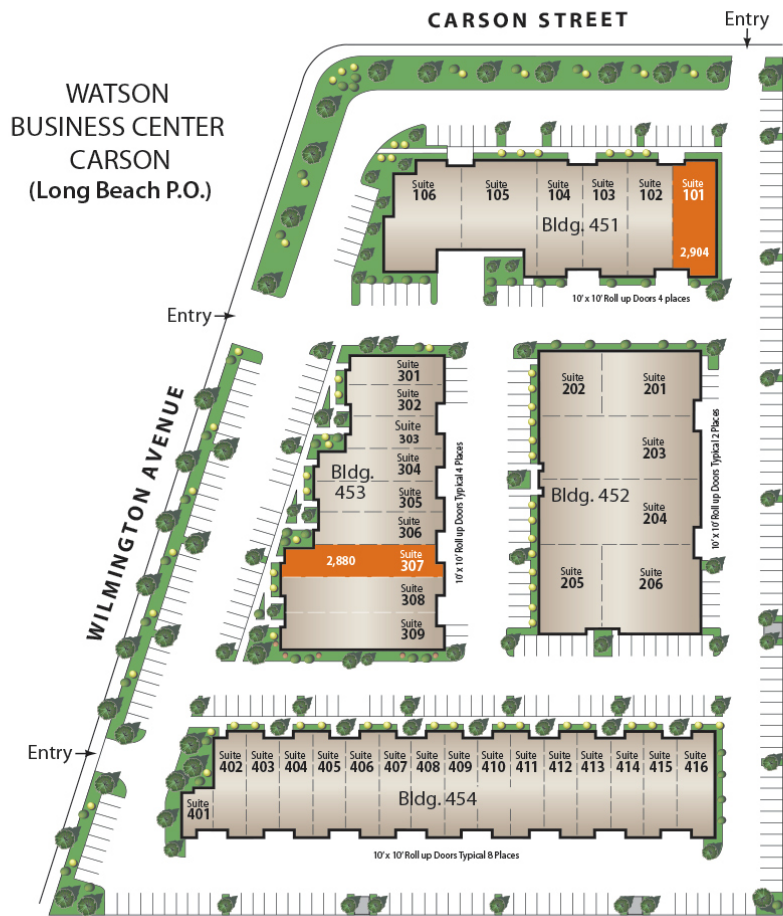 CARSON STREET
Entry
WATSON
BUSINESS CENTER
CARSON
(Long Beach P.O.)
Suite
106
Suite
105
Suite
104
Suite
103
Suite
102
Suite
101
Bldg. 451
2,904
10' x 10' Roll up Doors 4 places
Entry
WILMINGTON AVENUE
Suite
301
Suite
302
Suite
303
Suite
304
Bldg.
453
Suite
305
Suite
306
2,880
Suite
307
Suite
308
Suite
309
10' x 10' Roll up Doors Typical 4 Places
Suite
202
Suite
201
Suite
203
Bldg. 452
Suite
204
Suite
205
Suite
206
10' x 10' Roll up Doors Typical 2 Places
Entry
Suite
401
Suite
402
Suite
403
Suite
404
Suite
405
Suite
406
Suite
407
Suite
408
Suite
409
Suite
410
Suite
411
Suite
412
Suite
413
Suite
414
Suite
415
Suite
416
Bldg. 454
10' x 10' Roll up Doors Typical 8 Places